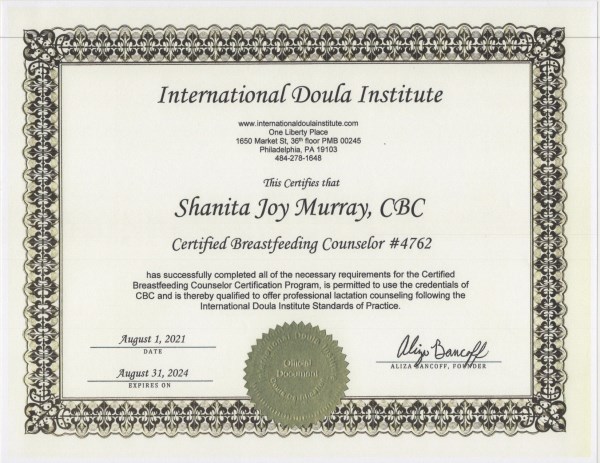 International Doula Institute
www.internationaldoulainstitute.com
One Liberty Place
1650 Market St, 36th floor PMB 00245
Philadelphia, PA 19103
484-278-1648
This Certifies that
Shanita Joy Murray, CBC
Certified Breastfeeding Counselor #4762
has successfully completed all of the necessary requirements for the Certified
Breastfeeding Counselor Certification Program, is permitted to use the credentials of
CBC and is thereby qualified to offer professional lactation counseling following the
International Doula Institute Standards of Practice.
August 1, 2021
DATE
August 31, 2024
EXPIRES ON
Official
Document
Aliza Bancoff
ALIZA BANCOFF, FOUNDER